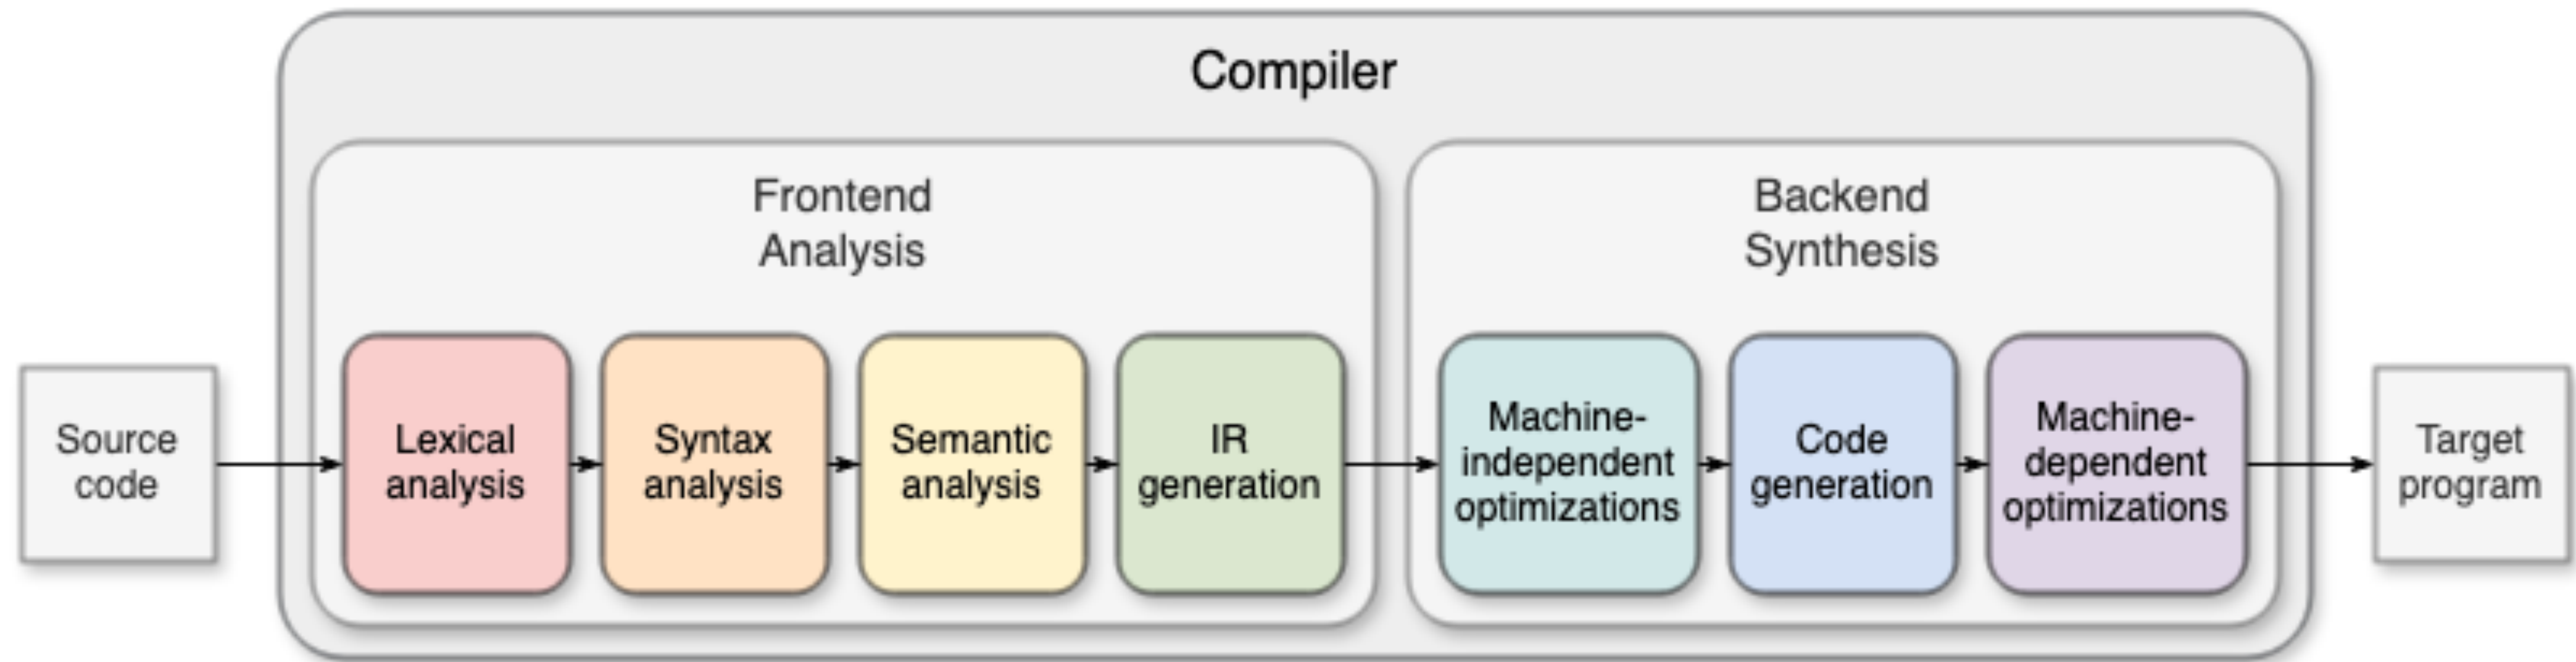 Compiler
Frontend
Analysis
Backend
Synthesis
Source
code
Lexical
analysis
Syntax
analysis
Semantic
analysis
IR
generation
Machine-
independent
optimizations
Code
generation
Machine-
dependent
optimizations
Target
program